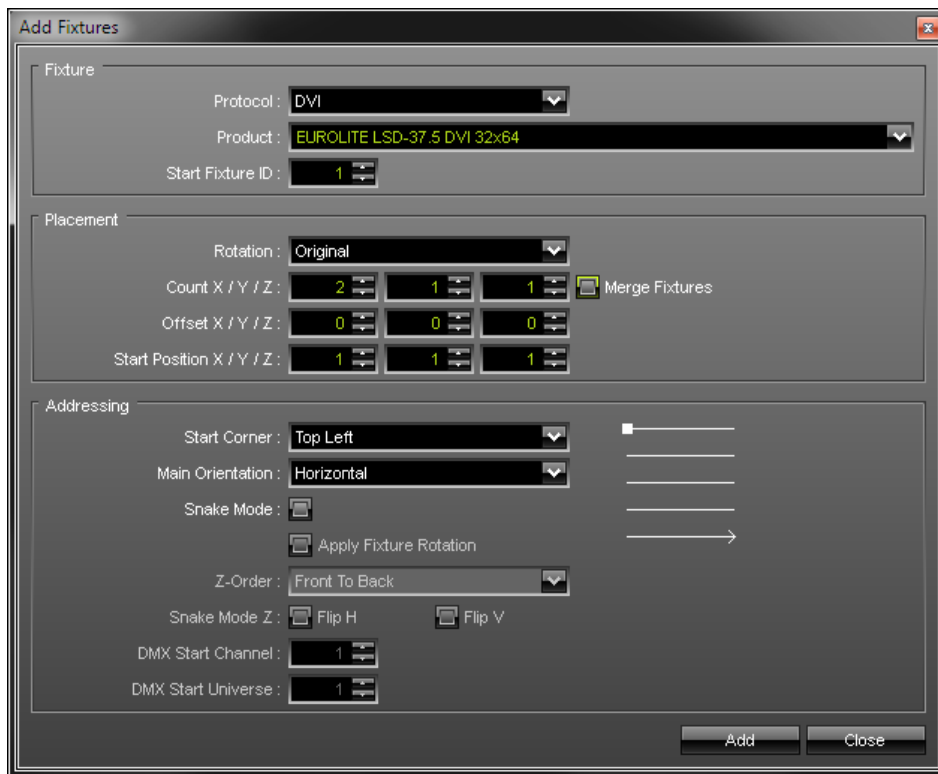 Add Fixtures
Fixture
Protocol : DVI
Product : EUROLITE LSD-37.5 DVI 32x64
Start Fixture ID : 1
Placement
Rotation : Original
Count X / Y / Z : 2 1 1 Merge Fixtures
Offset X / Y / Z : 0 0 0
Start Position X / Y / Z : 1 1 1
Addressing
Start Corner : Top Left
Main Orientation : Horizontal
Snake Mode :
Apply Fixture Rotation
Z-Order : Front To Back
Snake Mode Z : Flip H Flip V
DMX Start Channel : 1
DMX Start Universe : 1
Add Close